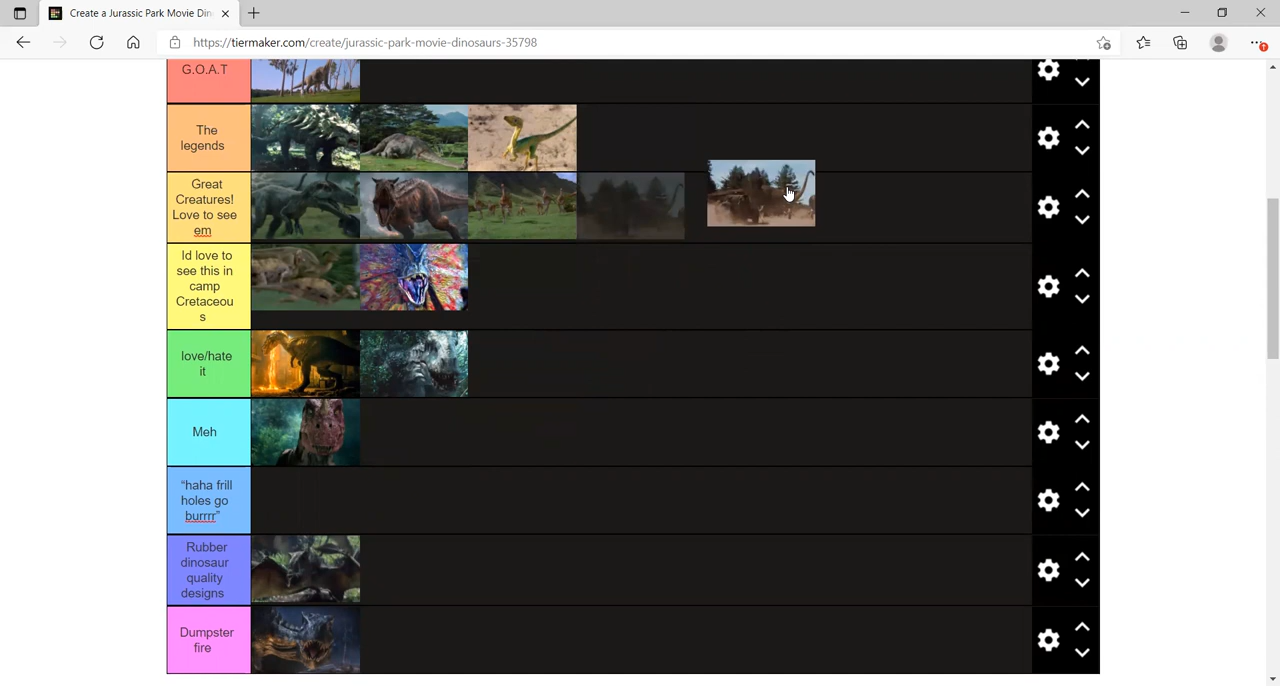 Create a Jurassic Park Movie Din
https://tiermaker.com/create/jurassic-park-movie-dinosaurs-35798
G.O.A.T
The
legends
Great
Creatures!
Love to see
em
Id love to
see this in
camp
Cretaceou
s
love/hate
it
Meh
“haha frill
holes go
burrrr”
Rubber
dinosaur
quality
designs
Dumpster
fire